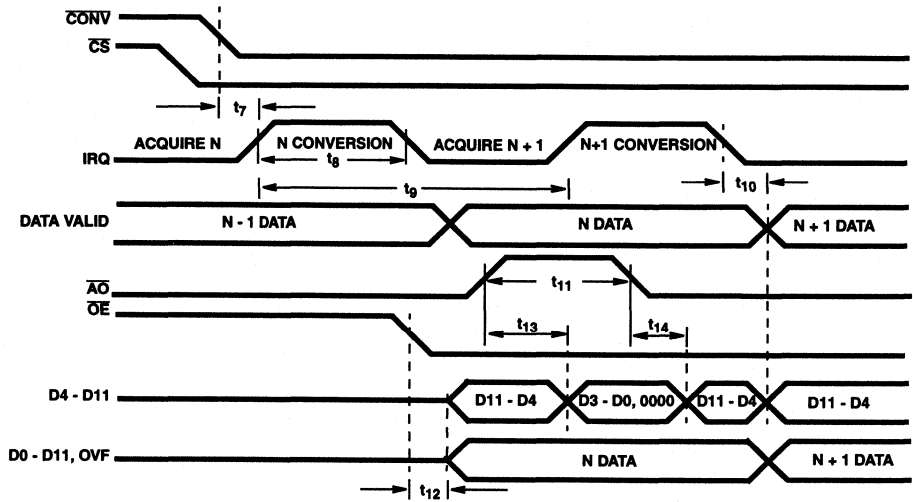 CONV
CS
t7
ACQUIRE N
N CONVERSION
ACQUIRE N + 1
N+1 CONVERSION
IRQ
t8
t10
t9
DATA VALID
N - 1 DATA
N DATA
N + 1 DATA
AO
t11
OE
t13
t14
D4 - D11
D11 - D4
D3 - D0, 0000
D11 - D4
D11 - D4
D0 - D11, OVF
N DATA
N + 1 DATA
t12